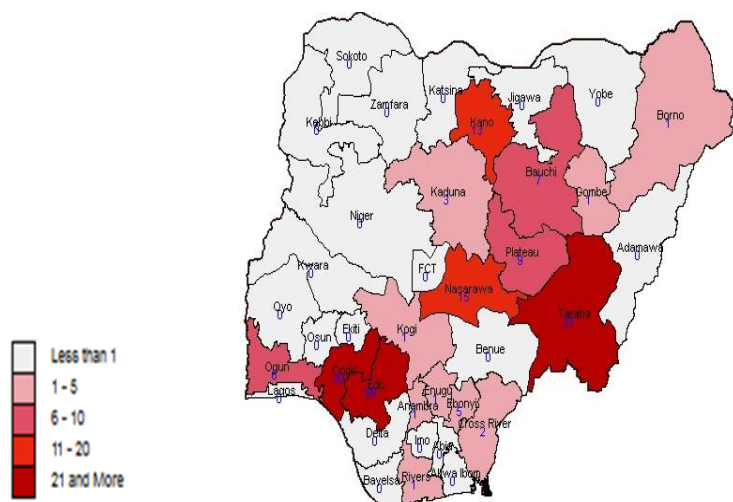 Sokoto
0
Katsina
0
Jigawa
0
Yobe
0
Zamfara
0
Kebbi
0
Kano
13
Borno
1
Bauchi
7
Kaduna
3
Gombe
1
Niger
0
Adamawa
0
Plateau
9
FCT
0
Kwara
0
Nasarawa
15
Taraba
Oyo
0
Osun
0
Ekiti
0
Kogi
1
Benue
0
Ogun
Lagos
0
Ondo
Edo
Enugu
1
Anambra
1
Ebonyi
5
Cross River
2
Delta
0
Imo
0
Abia
0
Bayelsa
0
Rivers
1
Akwa Ibom
0
Less than 1
1 - 5
6 - 10
11 - 20
21 and More